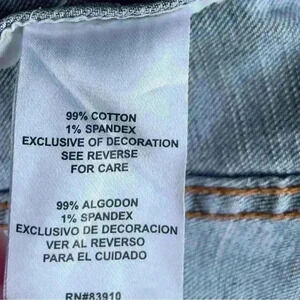 99% COTTON
1% SPANDEX
EXCLUSIVE OF DECORATION
SEE REVERSE
FOR CARE
99% ALGODON
1% SPANDEX
EXCLUSIVO DE DECORACION
VER AL REVERSO
PARA EL CUIDADO
RN#83910